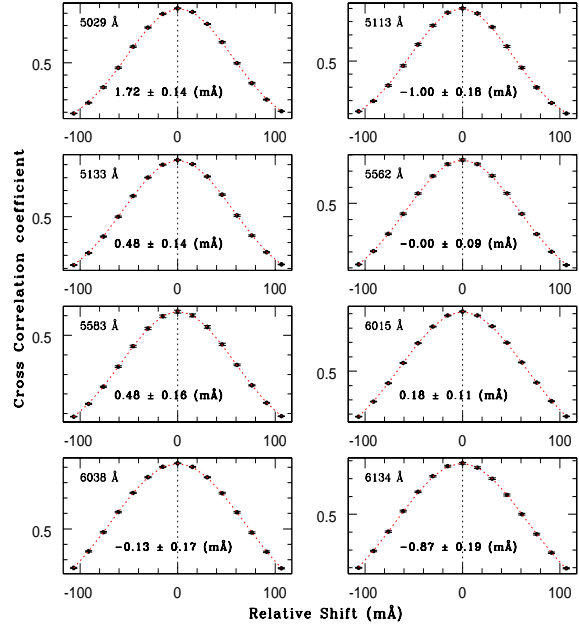 5029 Å
5113 Å
0.5
0.5
1.72 ± 0.14 (mÅ)
-1.00 ± 0.18 (mÅ)
-100 0 100
-100 0 100
5133 Å
5562 Å
0.5
0.5
0.48 ± 0.14 (mÅ)
-0.00 ± 0.09 (mÅ)
-100 0 100
-100 0 100
5583 Å
6015 Å
0.5
0.5
0.48 ± 0.16 (mÅ)
0.18 ± 0.11 (mÅ)
-100 0 100
-100 0 100
6038 Å
6134 Å
0.5
0.5
-0.13 ± 0.17 (mÅ)
-0.87 ± 0.19 (mÅ)
-100 0 100
-100 0 100
Cross Correlation coefficient
Relative Shift (mÅ)